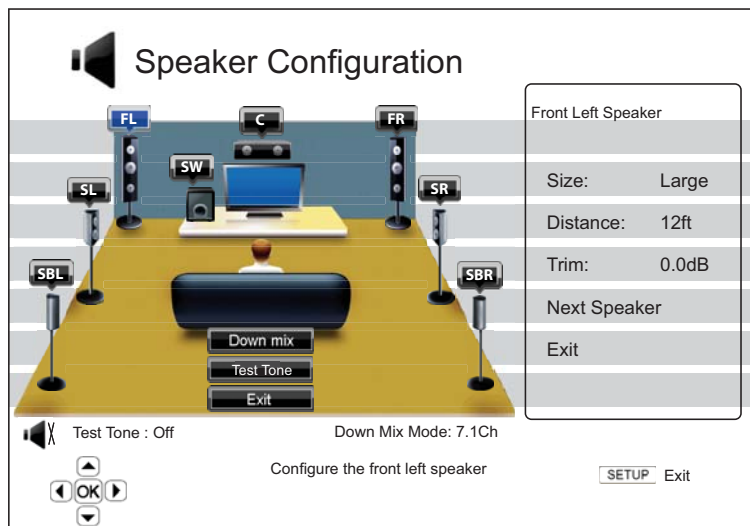 Speaker Configuration
FL
C
FR
SW
SL
SR
SBL
SBR
Down mix
Test Tone
Exit
Front Left Speaker
Size: Large
Distance: 12ft
Trim: 0.0dB
Next Speaker
Exit
Test Tone : Off
Down Mix Mode: 7.1Ch
OK
Configure the front left speaker
SETUP Exit